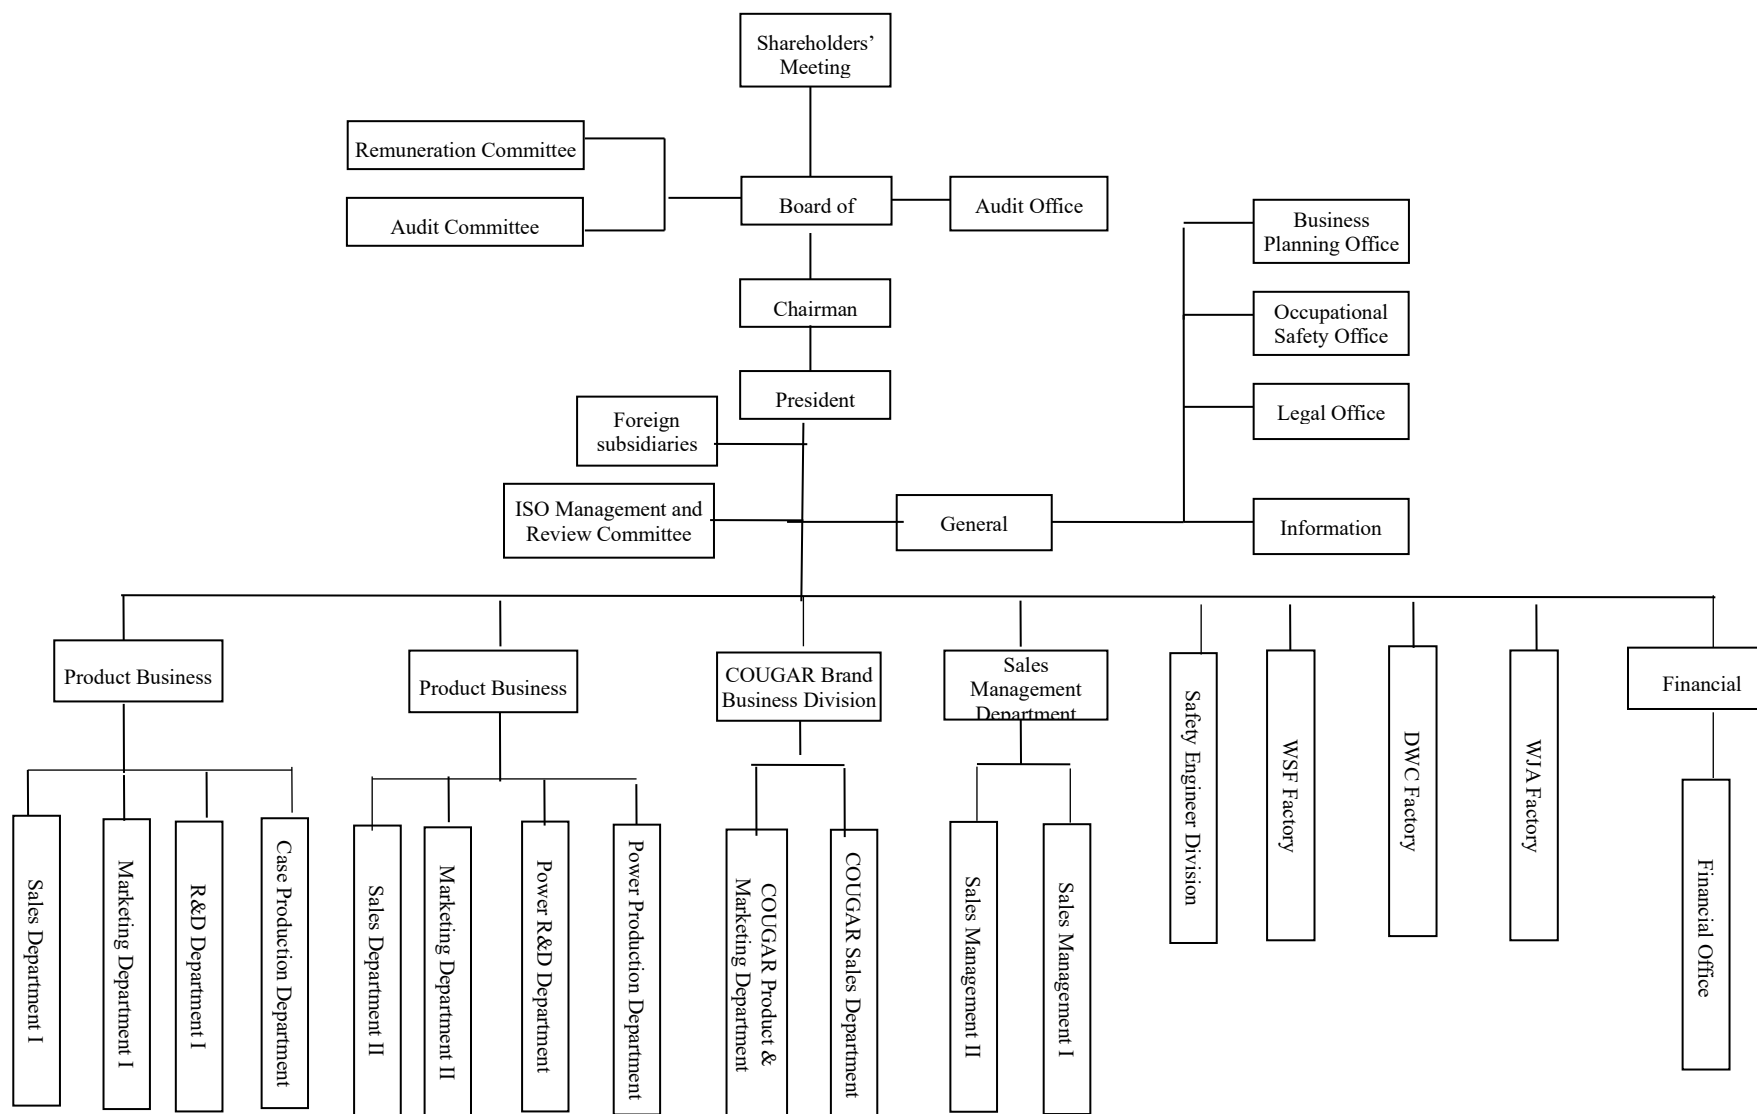 Shareholders’
Meeting
Remuneration Committee
Audit Committee
Board of
Audit Office
Business
Planning Office
Chairman
Occupational
Safety Office
President
Foreign
subsidiaries
Legal Office
ISO Management and
Review Committee
General
Information
Product Business
Product Business
COUGAR Brand
Business Division
Sales
Management
Department
Financial
Safety Engineer Division
WSF Factory
DWC Factory
WJA Factory
Sales Department I
Marketing Department I
R&D Department I
Case Production Department
Sales Department II
Marketing Department II
Power R&D Department
Power Production Department
COUGAR Product &
Marketing Department
COUGAR Sales Department
Sales Management II
Sales Management I
Financial Office